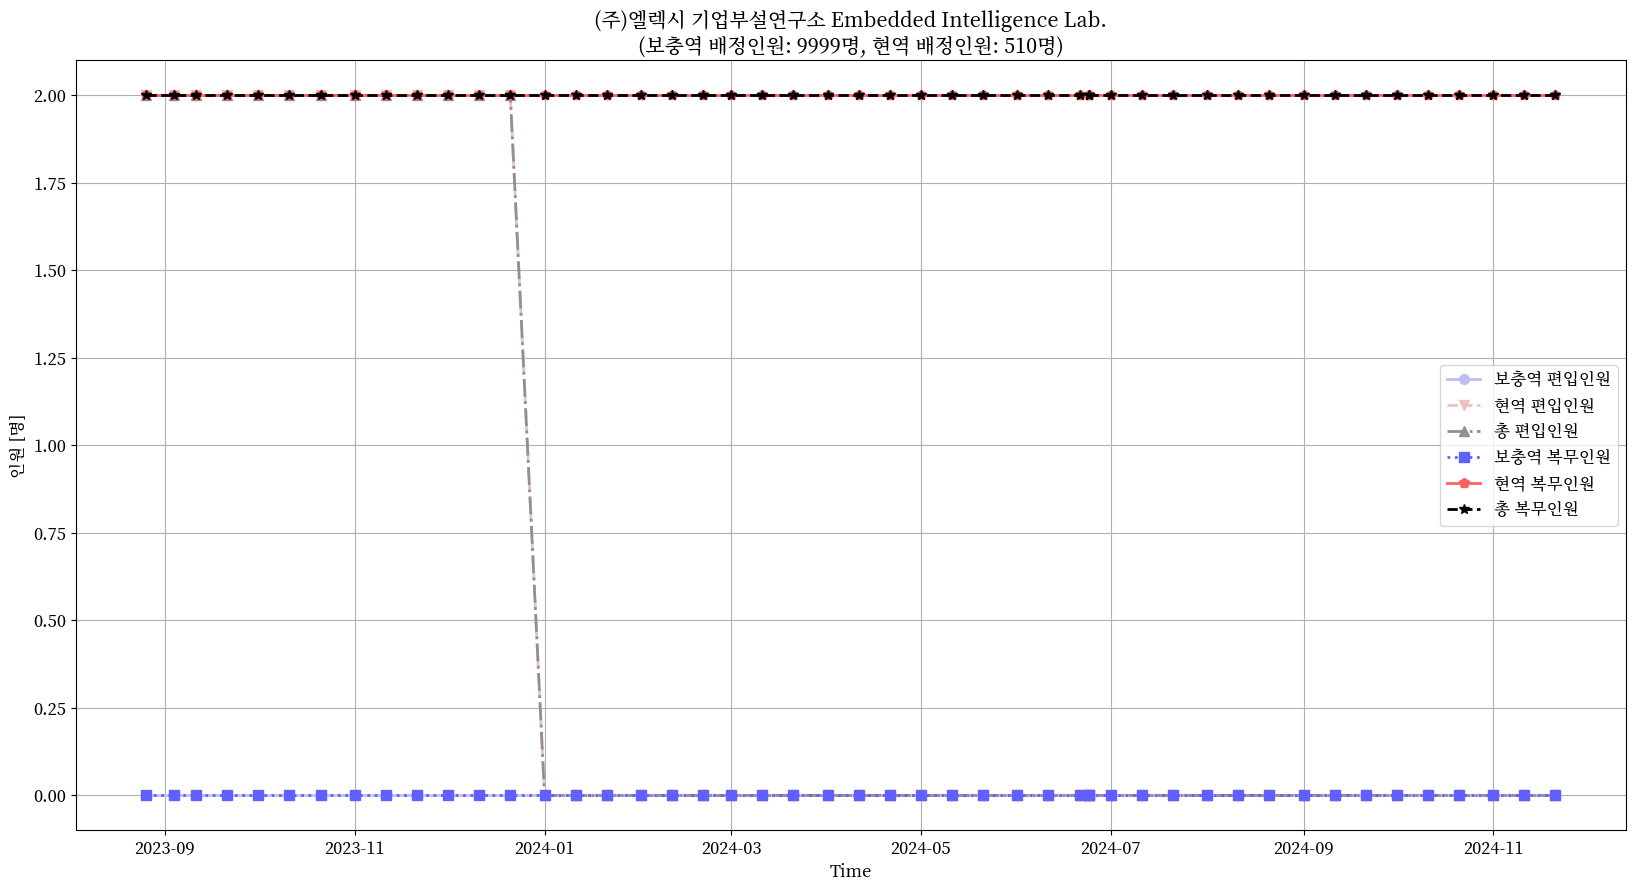 (주)엘렉시 기업부설연구소 Embedded Intelligence Lab.
(보충역 배정인원: 9999명, 현역 배정인원: 510명)
인원 [명]
2.00
1.75
1.50
1.25
1.00
0.75
0.50
0.25
0.00
보충역 편입인원
현역 편입인원
총 편입인원
보충역 복무인원
현역 복무인원
총 복무인원
2023-09
2023-11
2024-01
2024-03
2024-05
2024-07
2024-09
2024-11
Time